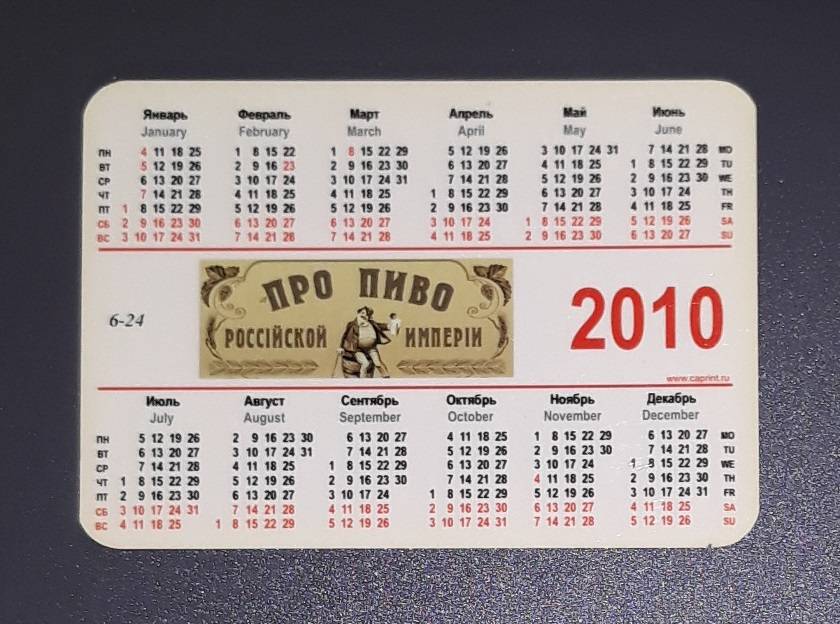 Январь Февраль Март Апрель Май Июнь
January February March April May June
ПН 4 11 18 25 1 8 15 22 1 8 15 22 29 5 12 19 26 3 10 17 24 31 7 14 21 28 MO
ВТ 5 12 19 26 2 9 16 23 2 9 16 23 30 6 13 20 27 4 11 18 25 1 8 15 22 29 TU
СР 6 13 20 27 3 10 17 24 3 10 17 24 31 7 14 21 28 5 12 19 26 2 9 16 23 30 WE
ЧТ 7 14 21 28 4 11 18 25 4 11 18 25 1 8 15 22 29 6 13 20 27 3 10 17 24 TH
ПТ 1 8 15 22 29 5 12 19 26 5 12 19 26 2 9 16 23 30 7 14 21 28 4 11 18 25 FR
СБ 2 9 16 23 30 6 13 20 27 6 13 20 27 3 10 17 24 1 8 15 22 29 5 12 19 26 SA
ВС 3 10 17 24 31 7 14 21 28 7 14 21 28 4 11 18 25 2 9 16 23 30 6 13 20 27 SU
6-24
ПРО ПИВО
РОССІЙСКОЙ ИМПЕРІИ
2010
www.caprint.ru
Июль Август Сентябрь Октябрь Ноябрь Декабрь
July August September October November December
ПН 5 12 19 26 2 9 16 23 30 6 13 20 27 4 11 18 25 1 8 15 22 29 6 13 20 27 MO
ВТ 6 13 20 27 3 10 17 24 31 7 14 21 28 5 12 19 26 2 9 16 23 30 7 14 21 28 TU
СР 7 14 21 28 4 11 18 25 1 8 15 22 29 6 13 20 27 3 10 17 24 1 8 15 22 29 WE
ЧТ 1 8 15 22 29 5 12 19 26 2 9 16 23 30 7 14 21 28 4 11 18 25 2 9 16 23 30 TH
ПТ 2 9 16 23 30 6 13 20 27 3 10 17 24 1 8 15 22 29 5 12 19 26 3 10 17 24 31 FR
СБ 3 10 17 24 31 7 14 21 28 4 11 18 25 2 9 16 23 30 6 13 20 27 4 11 18 25 SA
ВС 4 11 18 25 1 8 15 22 29 5 12 19 26 3 10 17 24 31 7 14 21 28 5 12 19 26 SU